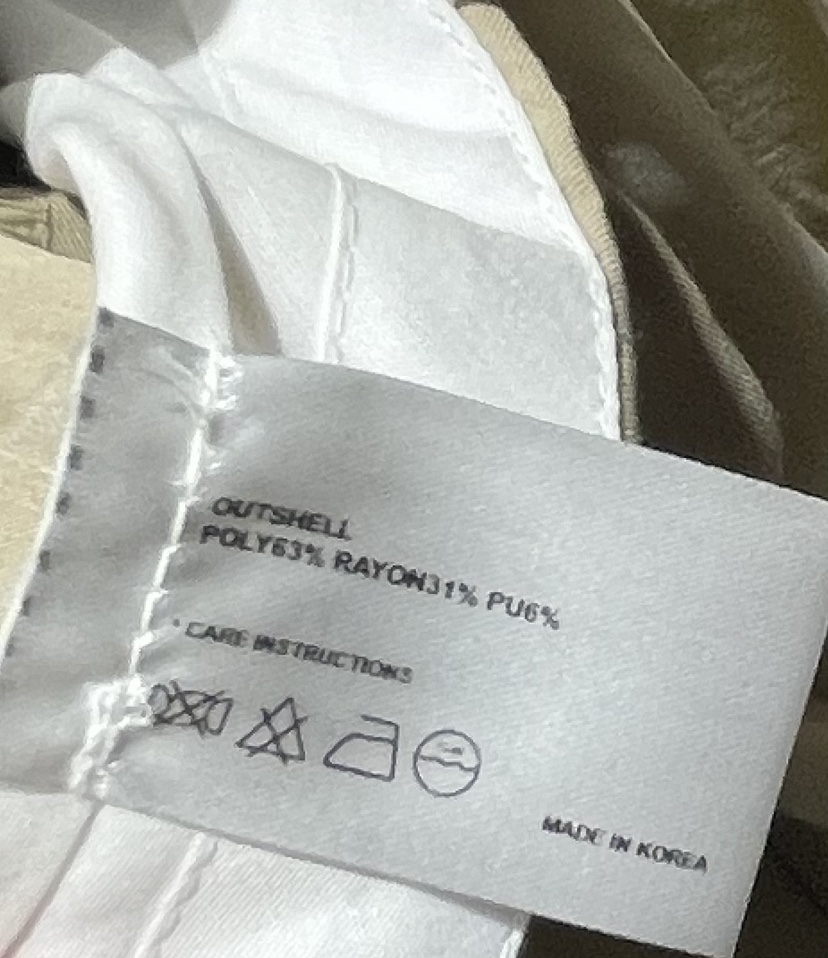 OUTSHELL
POLY63% RAYON31% PU6%
* CARE INSTRUCTIONS
MADE IN KOREA